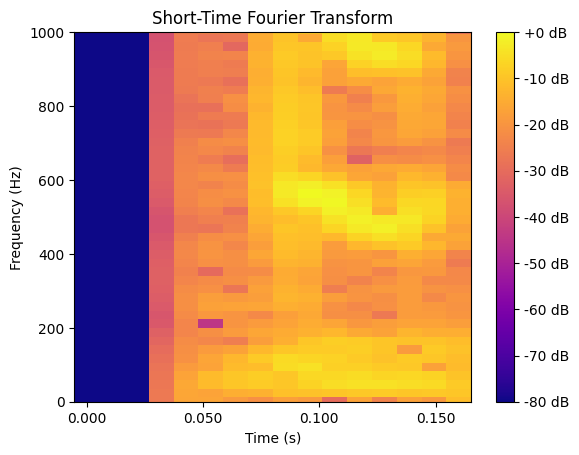 Short-Time Fourier Transform
1000
800
600
400
200
0
Frequency (Hz)
0.000
0.050
0.100
0.150
Time (s)
+0 dB
-10 dB
-20 dB
-30 dB
-40 dB
-50 dB
-60 dB
-70 dB
-80 dB